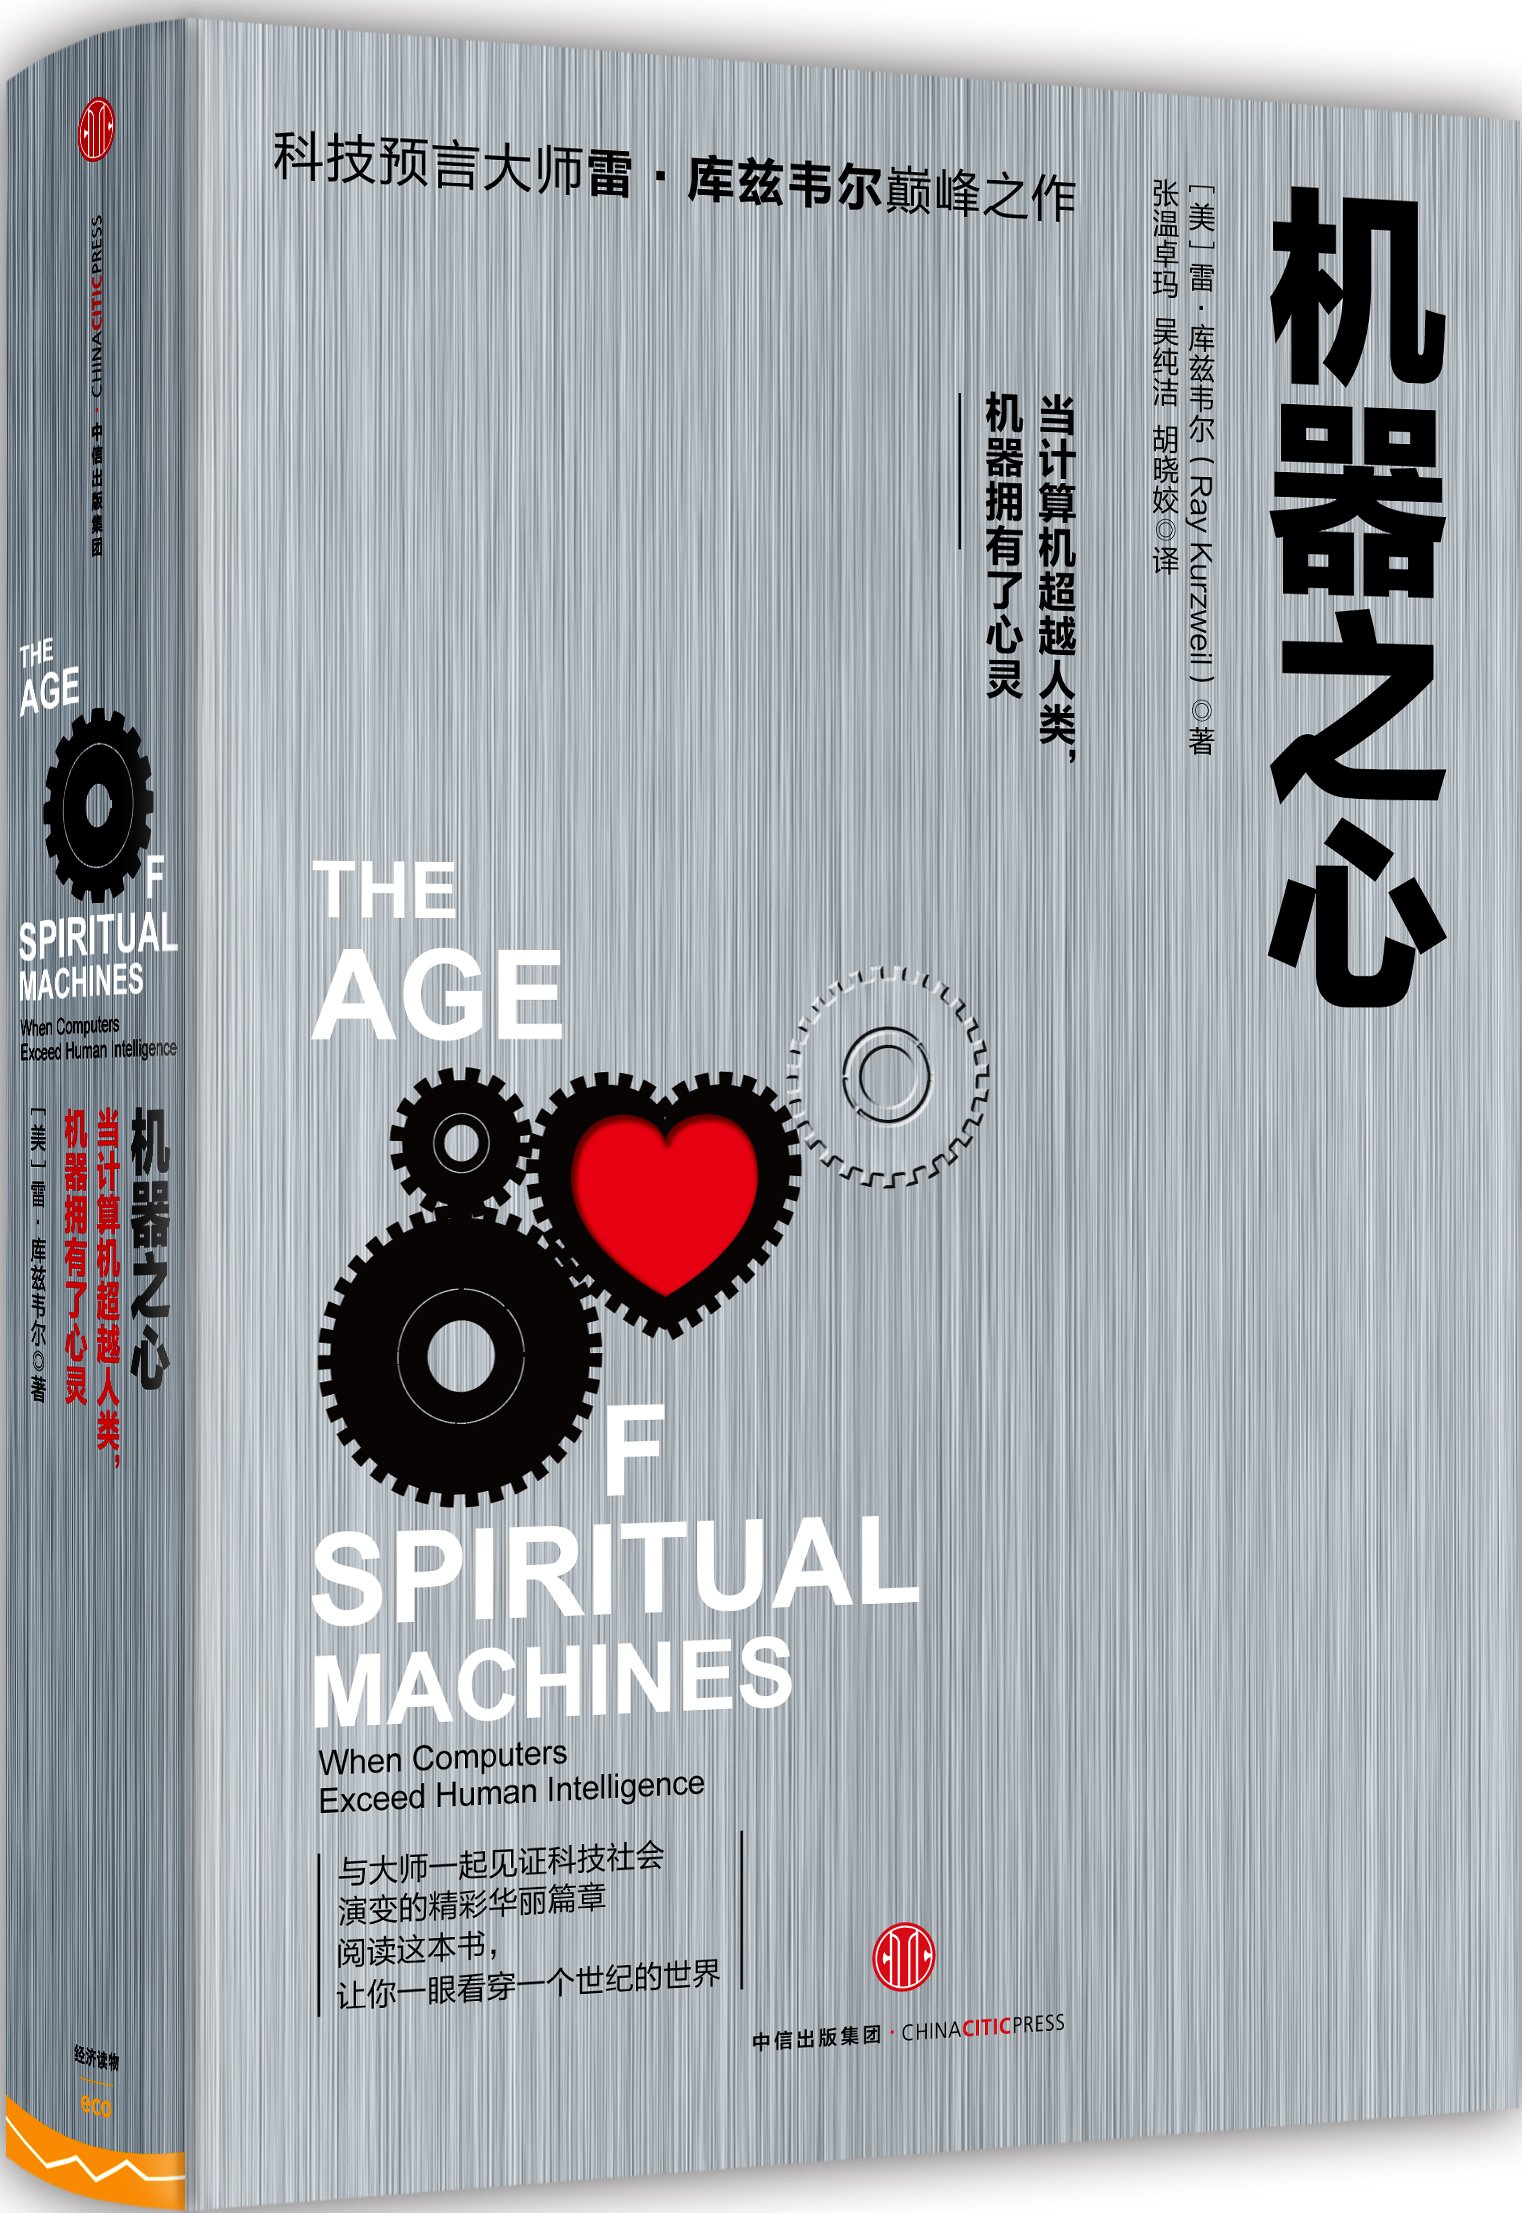 科技预言大师雷·库兹韦尔巅峰之作
机器之心
［美］雷·库兹韦尔（Ray Kurzweil）◎著
张温卓玛 吴纯洁 胡晓姣◎译
当计算机超越人类，
机器拥有了心灵
THE
AGE
F
SPIRITUAL
MACHINES
When Computers
Exceed Human Intelligence
与大师一起见证科技社会
演变的精彩华丽篇章
阅读这本书，
让你一眼看穿一个世纪的世界
中信出版集团·CHINACITICPRESS
中信出版集团·CHINACITICPRESS
THE
AGE
F
SPIRITUAL
MACHINES
When Computers
Exceed Human Intelligence
机器之心
当计算机超越人类，
机器拥有了心灵
［美］雷·库兹韦尔◎著
经济读物
eco